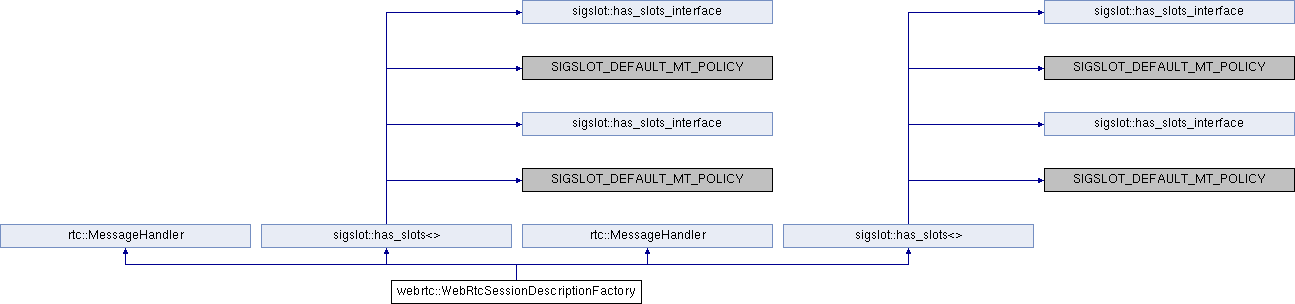 sigslot::has_slots_interface
sigslot::has_slots_interface
SIGSLOT_DEFAULT_MT_POLICY
SIGSLOT_DEFAULT_MT_POLICY
sigslot::has_slots_interface
sigslot::has_slots_interface
SIGSLOT_DEFAULT_MT_POLICY
SIGSLOT_DEFAULT_MT_POLICY
rtc::MessageHandler
sigslot::has_slots<>
rtc::MessageHandler
sigslot::has_slots<>
webrtc::WebRtcSessionDescriptionFactory